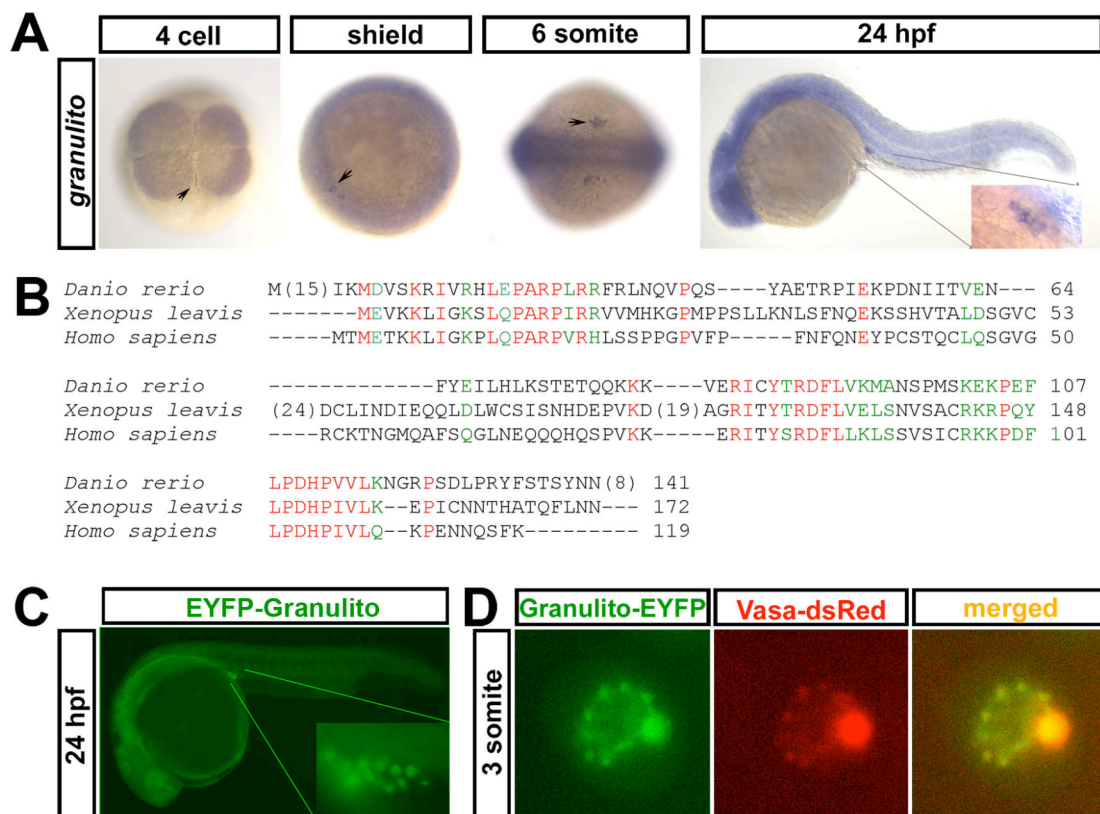 A
4 cell
shield
6 somite
24 hpf
granulito
B
Danio rerio M(15)IKMDVSKRIVRHLEPARPLRRFRLNQVPQS----YAETRPIEKPDNIITVEN--- 64
Xenopus leavis -------MEVKKLIGKSLQPARPIRRVVMHKGPMPPSLLKNLSFNQEKSSHVTALDSGVC 53
Homo sapiens -----MTMETKKLIGKPLQPARPVRHLSSPPGPVFP----NFNFQNEYPCSTQCLQSGVG 50
-------------FYEILHLKSTETQQKKK----VERICYTRDFLVKMANSPMSKEKPEF 107
(24)DCLINDIEQQLDLWCSISNHDEPVKD(19)AGRITYTRDFLVELSNVSACRKRPQY 148
----RCKTNGMQAFSQGLNEQQQHQSPVKK-----ERITYSRDFLLKLSSVSICRKKPDF 101
Danio rerio
Xenopus leavis
Homo sapiens
Danio rerio LPDHPVVLKNGRPSDLPRYFSTSYNN(8) 141
Xenopus leavis LPDHPIVLK--EPICNNTHATQFLNN--- 172
Homo sapiens LPDHPIVLQ--KPENNQSFK--------- 119
C
EYFP-Granulito
24 hpf
D
Granulito-EYFP
Vasa-dsRed
merged
3 somite